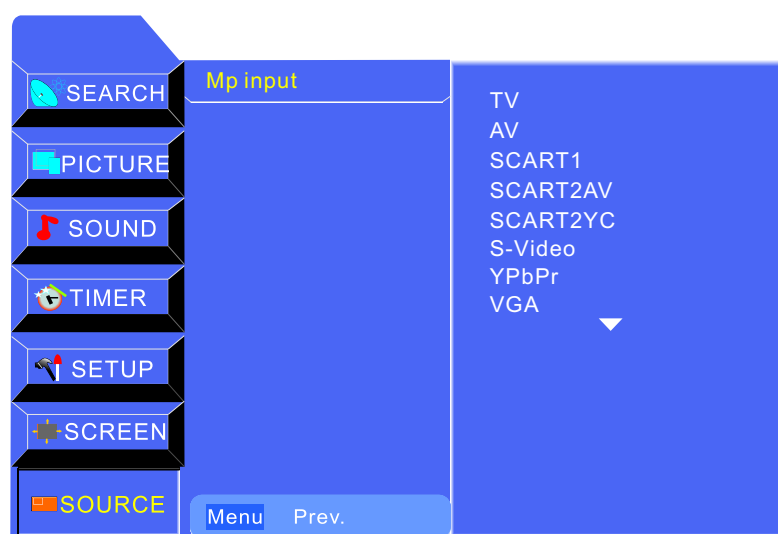 SEARCH
PICTURE
SOUND
TIMER
SETUP
SCREEN
SOURCE
Mp input
Menu Prev.
TV
AV
SCART1
SCART2AV
SCART2YC
S-Video
YPbPr
VGA